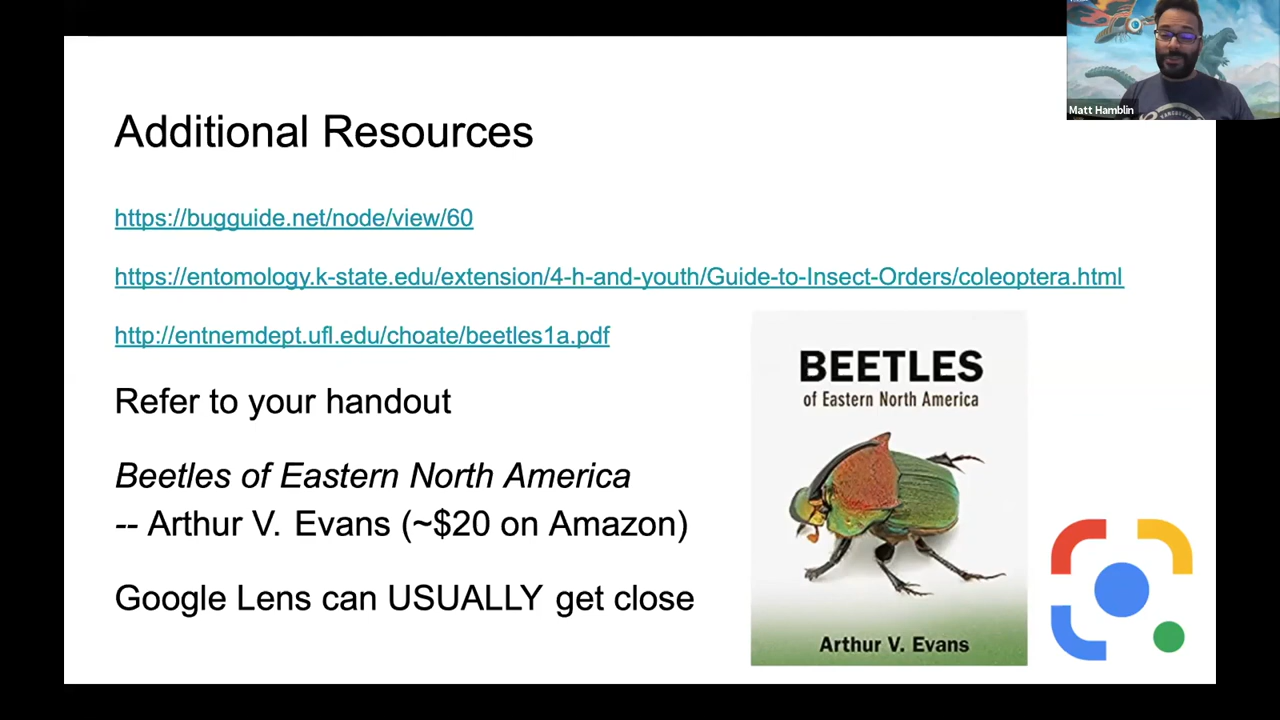 Matt Hamblin
Additional Resources
https://bugguide.net/node/view/60
https://entomology.k-state.edu/extension/4-h-and-youth/Guide-to-Insect-Orders/coleoptera.html
http://entnemdept.ufl.edu/choate/beetles1a.pdf
Refer to your handout
Beetles of Eastern North America
-- Arthur V. Evans (~$20 on Amazon)
Google Lens can USUALLY get close
BEETLES
of Eastern North America
Arthur V. Evans